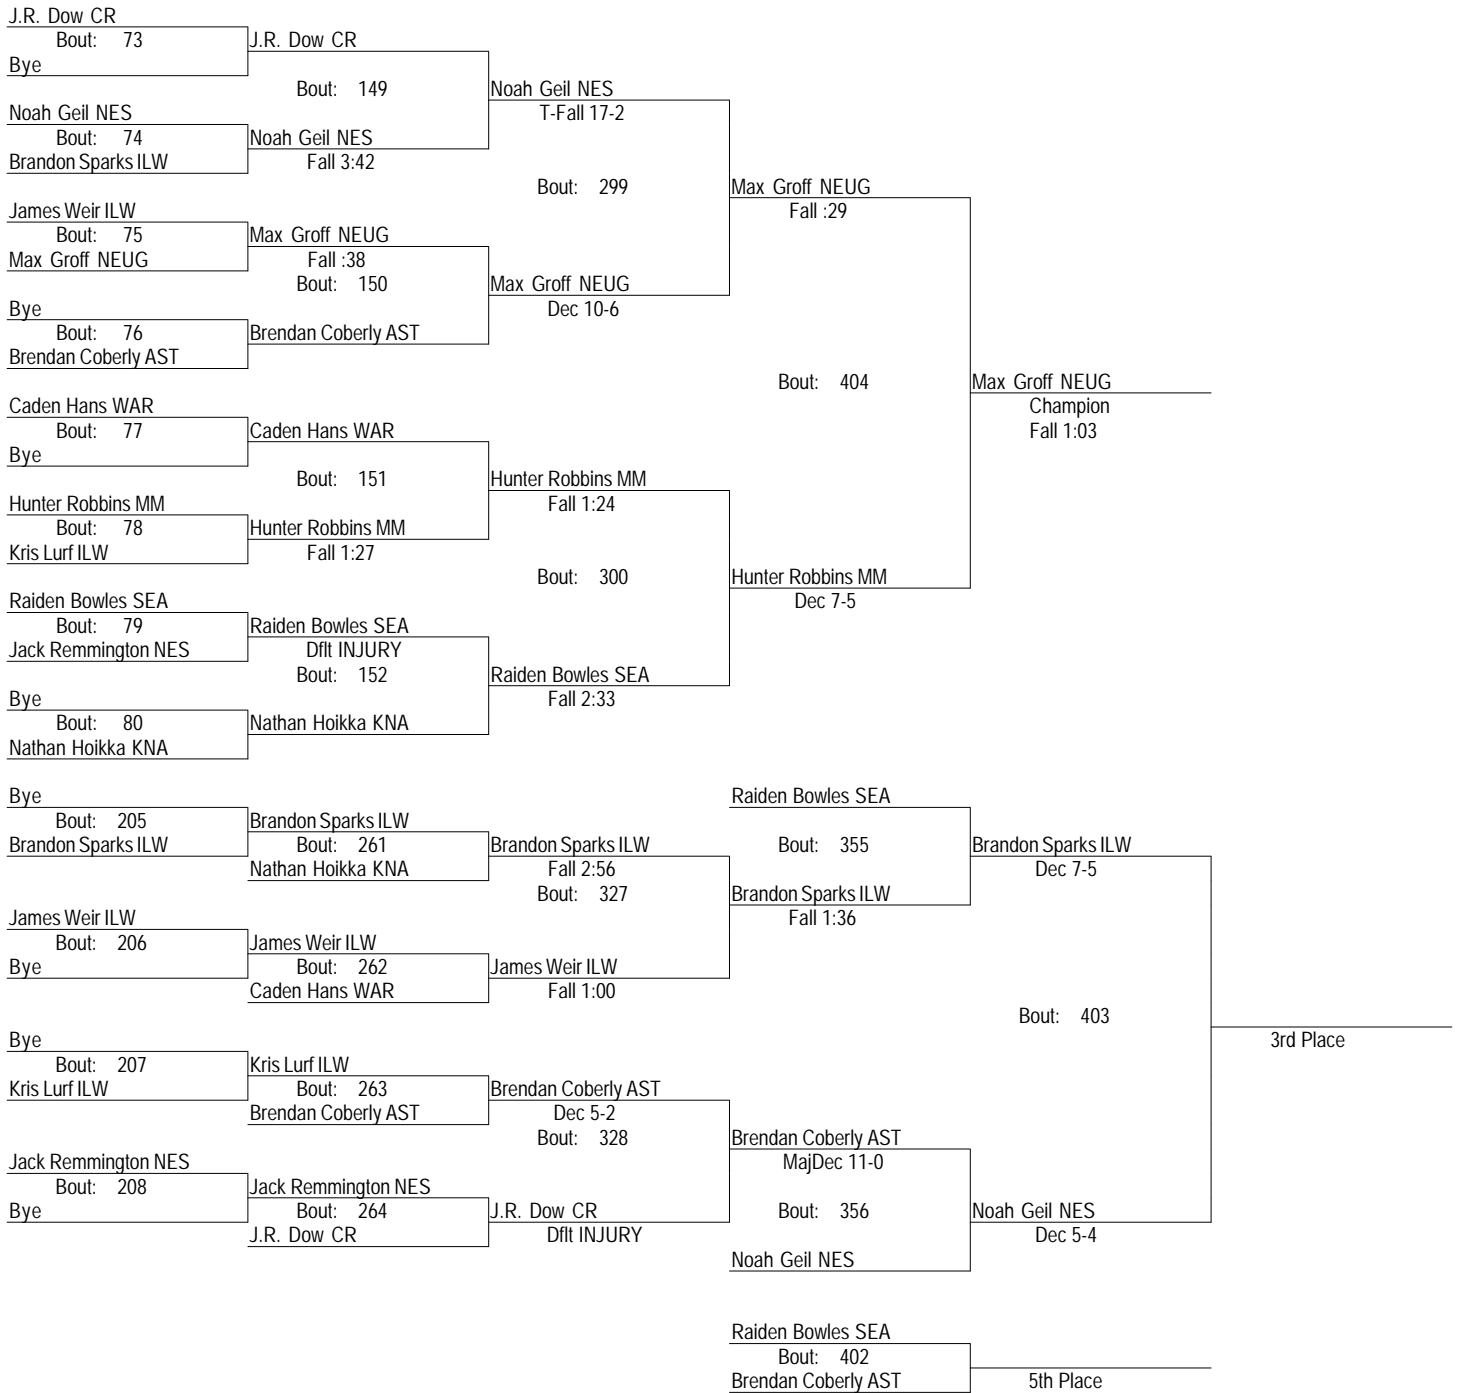 J.R. Dow CR
Bout: 73
Bye
J.R. Dow CR
Bout: 149
Noah Geil NES
Bout: 74
Brandon Sparks ILW
Noah Geil NES
Fall 3:42
Noah Geil NES
T-Fall 17-2
Bout: 299
James Weir ILW
Bout: 75
Max Groff NEUG
Max Groff NEUG
Fall :38
Bout: 150
Bye
Bout: 76
Brendan Coberly AST
Brendan Coberly AST
Max Groff NEUG
Dec 10-6
Max Groff NEUG
Fall :29
Bout: 404
Max Groff NEUG
Champion
Fall 1:03
Caden Hans WAR
Bout: 77
Bye
Caden Hans WAR
Bout: 151
Hunter Robbins MM
Bout: 78
Kris Lurf ILW
Hunter Robbins MM
Fall 1:27
Hunter Robbins MM
Fall 1:24
Bout: 300
Hunter Robbins MM
Dec 7-5
Raiden Bowles SEA
Bout: 79
Jack Remmington NES
Raiden Bowles SEA
Dflt INJURY
Bout: 152
Bye
Bout: 80
Nathan Hoikka KNA
Nathan Hoikka KNA
Raiden Bowles SEA
Fall 2:33
Bye
Bout: 205
Brandon Sparks ILW
Brandon Sparks ILW
Bout: 261
Nathan Hoikka KNA
Brandon Sparks ILW
Fall 2:56
Bout: 327
James Weir ILW
Bout: 206
Bye
James Weir ILW
Bout: 262
Caden Hans WAR
James Weir ILW
Fall 1:00
Raiden Bowles SEA
Bout: 355
Brandon Sparks ILW
Fall 1:36
Brandon Sparks ILW
Dec 7-5
Bout: 403
3rd Place
Bye
Bout: 207
Kris Lurf ILW
Kris Lurf ILW
Bout: 263
Brendan Coberly AST
Brendan Coberly AST
Dec 5-2
Bout: 328
Jack Remmington NES
Bout: 208
Bye
Jack Remmington NES
Bout: 264
J.R. Dow CR
J.R. Dow CR
Dflt INJURY
Brendan Coberly AST
MajDec 11-0
Bout: 356
Noah Geil NES
Noah Geil NES
Dec 5-4
Raiden Bowles SEA
Bout: 402
Brendan Coberly AST
5th Place